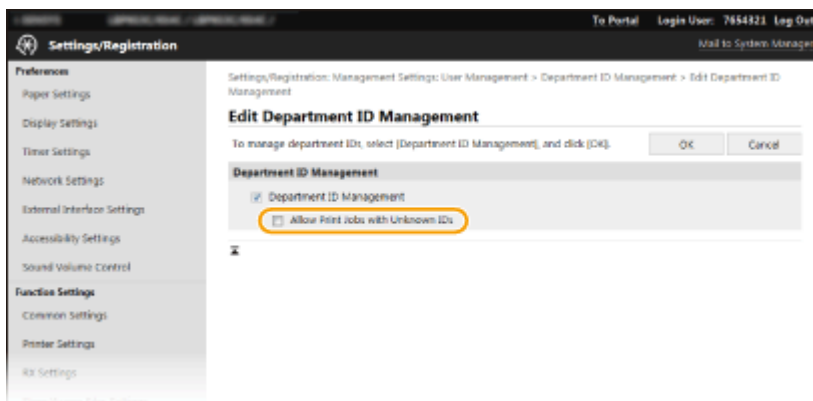 To Portal Login User: 7654321 Log Out
Settings/Registration
Mail to System Manager
Preferences
Paper Settings
Display Settings
Timer Settings
Network Settings
External Interface Settings
Accessibility Settings
Sound Volume Control
Function Settings
Common Settings
Printer Settings
RX Settings
Settings/Registration: Management Settings: User Management > Department ID Management > Edit Department ID
Management
Edit Department ID Management
To manage department IDs, select [Department ID Management], and click [OK].
OK
Cancel
Department ID Management
Department ID Management
Allow Print Jobs with Unknown IDs